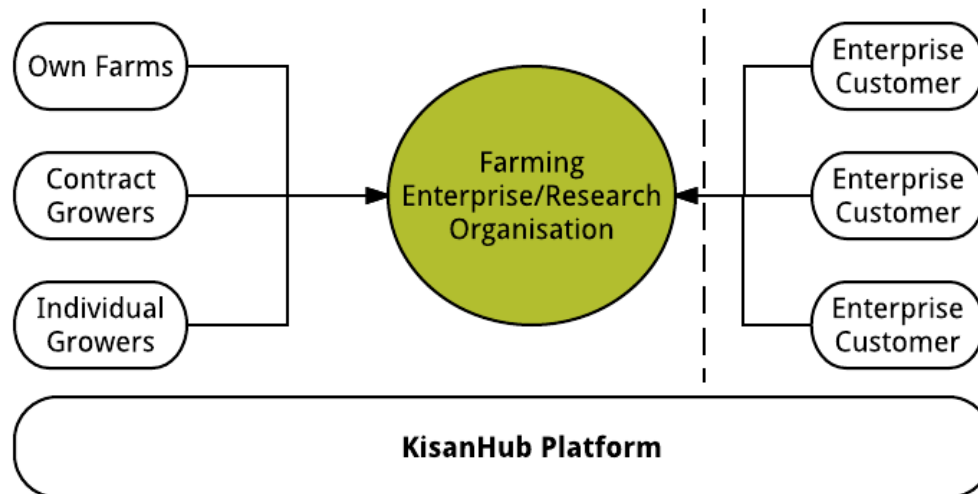 Own Farms
Contract
Growers
Individual
Growers
Farming
Enterprise/Research
Organisation
Enterprise
Customer
Enterprise
Customer
Enterprise
Customer
KisanHub Platform